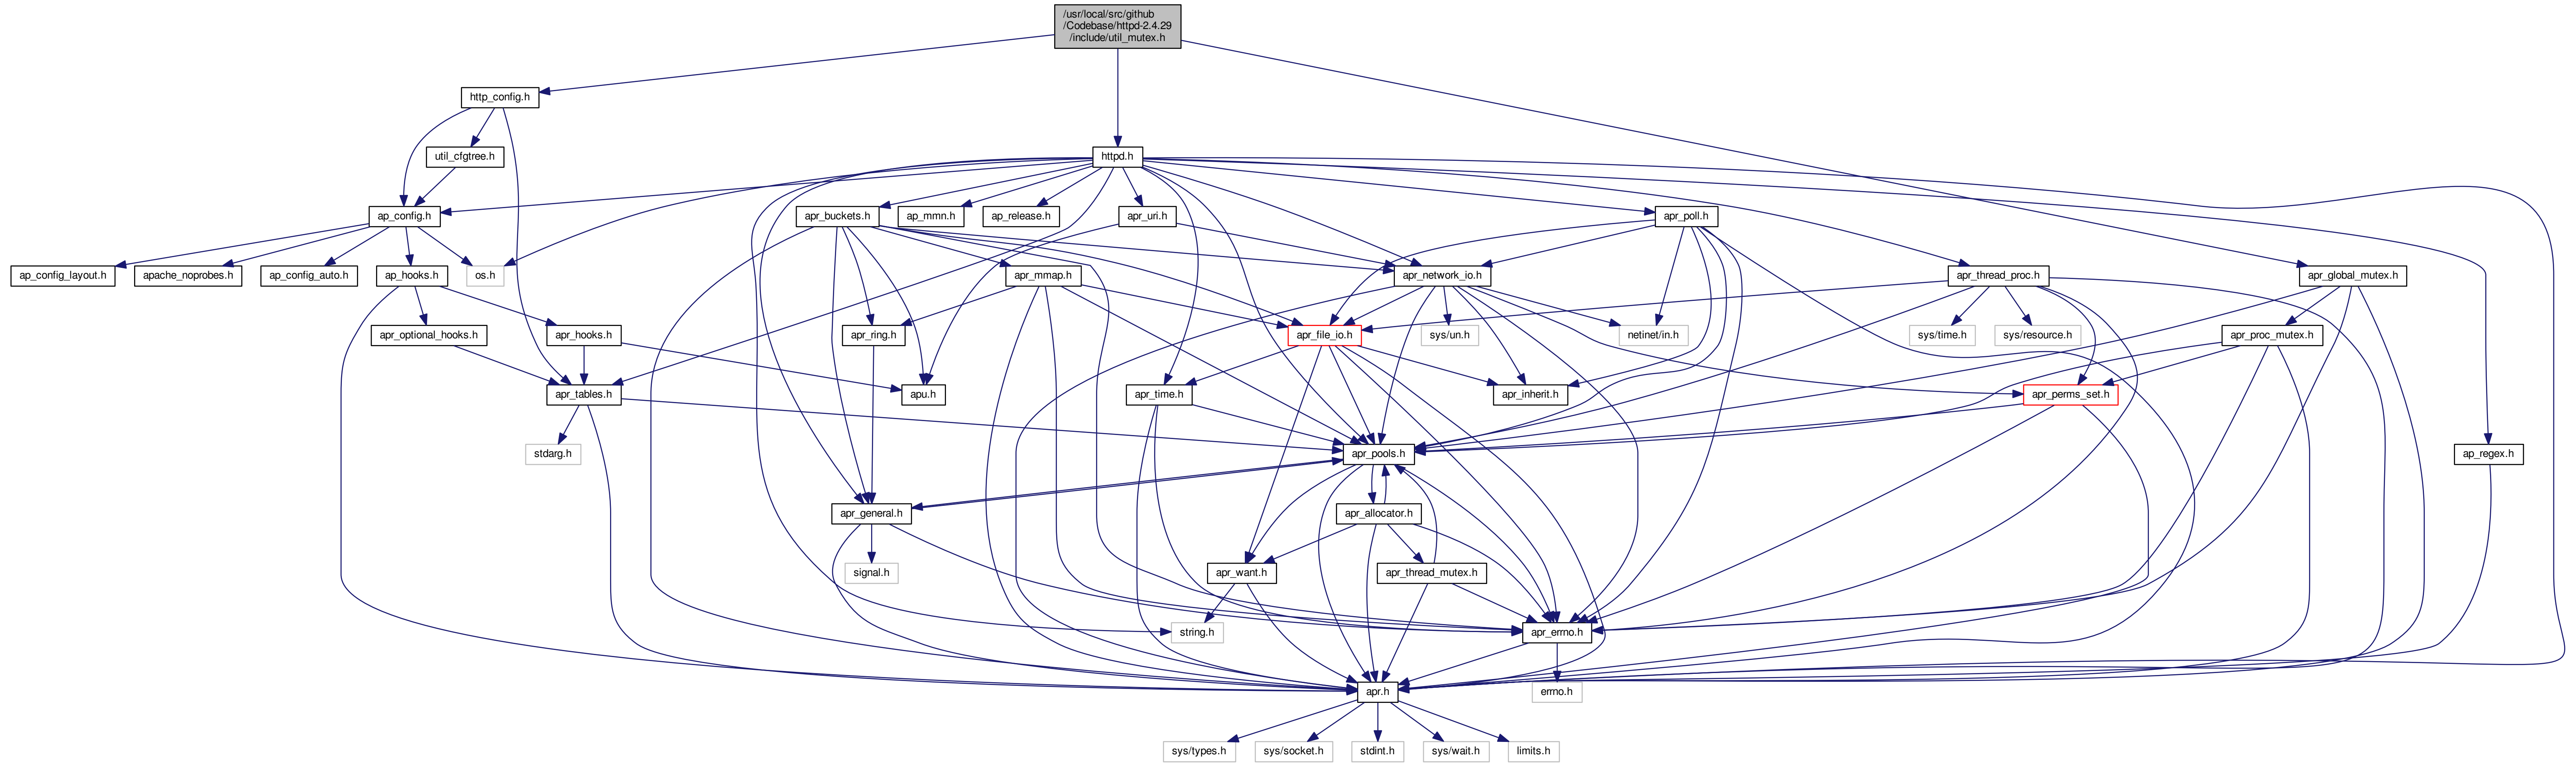 /usr/local/src/github
/Codebase/httpd-2.4.29
/include/util_mutex.h
http_config.h
util_cfgtree.h
httpd.h
ap_config.h
apr_buckets.h
ap_mmn.h
ap_release.h
apr_uri.h
apr_poll.h
ap_config_layout.h
apache_noprobes.h
ap_config_auto.h
ap_hooks.h
os.h
apr_mmap.h
apr_network_io.h
apr_thread_proc.h
apr_global_mutex.h
apr_optional_hooks.h
apr_hooks.h
apr_ring.h
apr_file_io.h
sys/un.h
netinet/in.h
sys/time.h
sys/resource.h
apr_proc_mutex.h
apr_tables.h
apu.h
apr_time.h
apr_inherit.h
apr_perms_set.h
stdarg.h
apr_pools.h
ap_regex.h
apr_general.h
apr_allocator.h
signal.h
apr_want.h
apr_thread_mutex.h
string.h
apr_errno.h
apr.h
errno.h
sys/types.h
sys/socket.h
stdint.h
sys/wait.h
limits.h